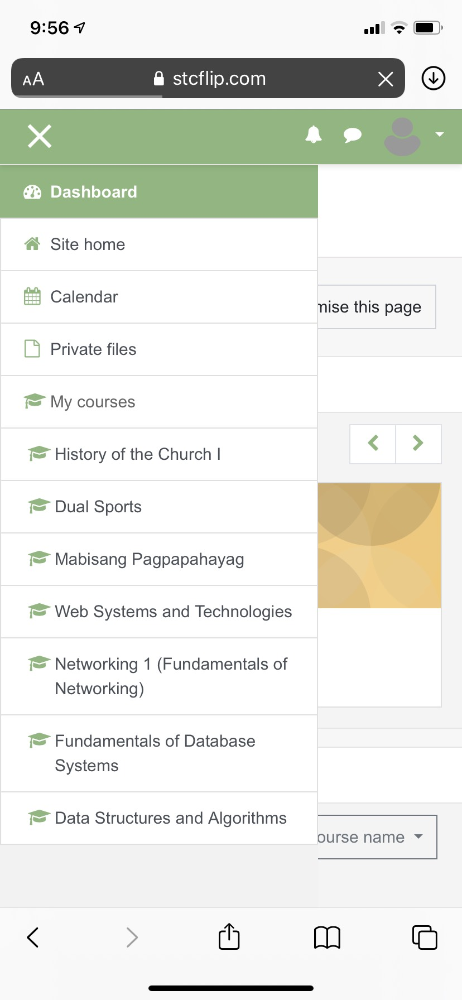 9:56
AA stcflip.com
Dashboard
Site home
Calendar
mise this page
Private files
My courses
History of the Church I
Dual Sports
Mabisang Pagpapahayag
Web Systems and Technologies
Networking 1 (Fundamentals of
Networking)
Fundamentals of Database
Systems
Data Structures and Algorithms
ourse name